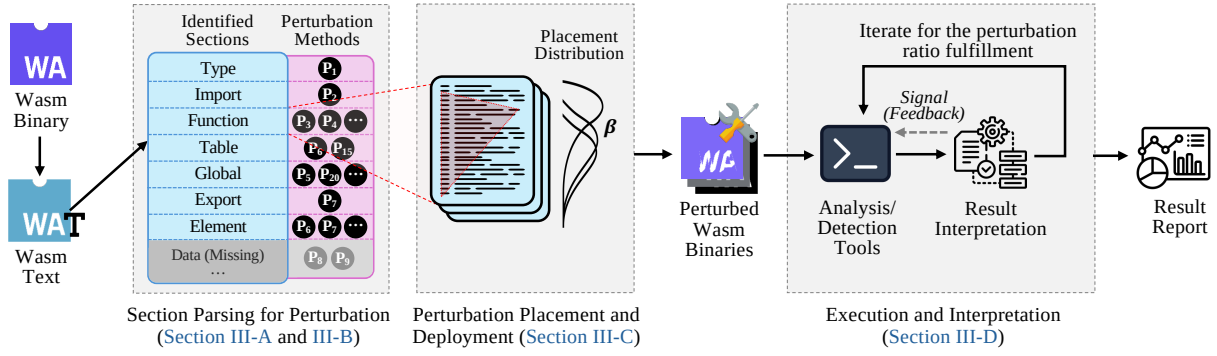 WA
Wasm
Binary
WAT
Wasm
Text
Identified
Sections
Perturbation
Methods
Type
P1
Import
P2
Function
P3 P4 ...
Table
P6 P15
Global
P5 P20 ...
Export
P7
Element
P6 P7 ...
Data (Missing)
...
P8 P9
Section Parsing for Perturbation
(Section III-A and III-B)
Placement
Distribution
β
Perturbation Placement and
Deployment (Section III-C)
WA
Perturbed
Wasm
Binaries
Iterate for the perturbation
ratio fulfillment
Signal
(Feedback)
Analysis/
Detection
Tools
Result
Interpretation
Execution and Interpretation
(Section III-D)
Result
Report